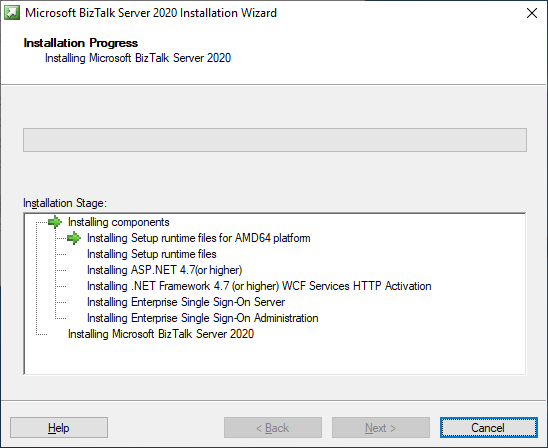 Microsoft BizTalk Server 2020 Installation Wizard
Installation Progress
Installing Microsoft BizTalk Server 2020
Installation Stage:
Installing components
Installing Setup runtime files for AMD64 platform
Installing Setup runtime files
Installing ASP.NET 4.7(or higher)
Installing .NET Framework 4.7 (or higher) WCF Services HTTP Activation
Installing Enterprise Single Sign-On Server
Installing Enterprise Single Sign-On Administration
Installing Microsoft BizTalk Server 2020
Help < Back Next > Cancel